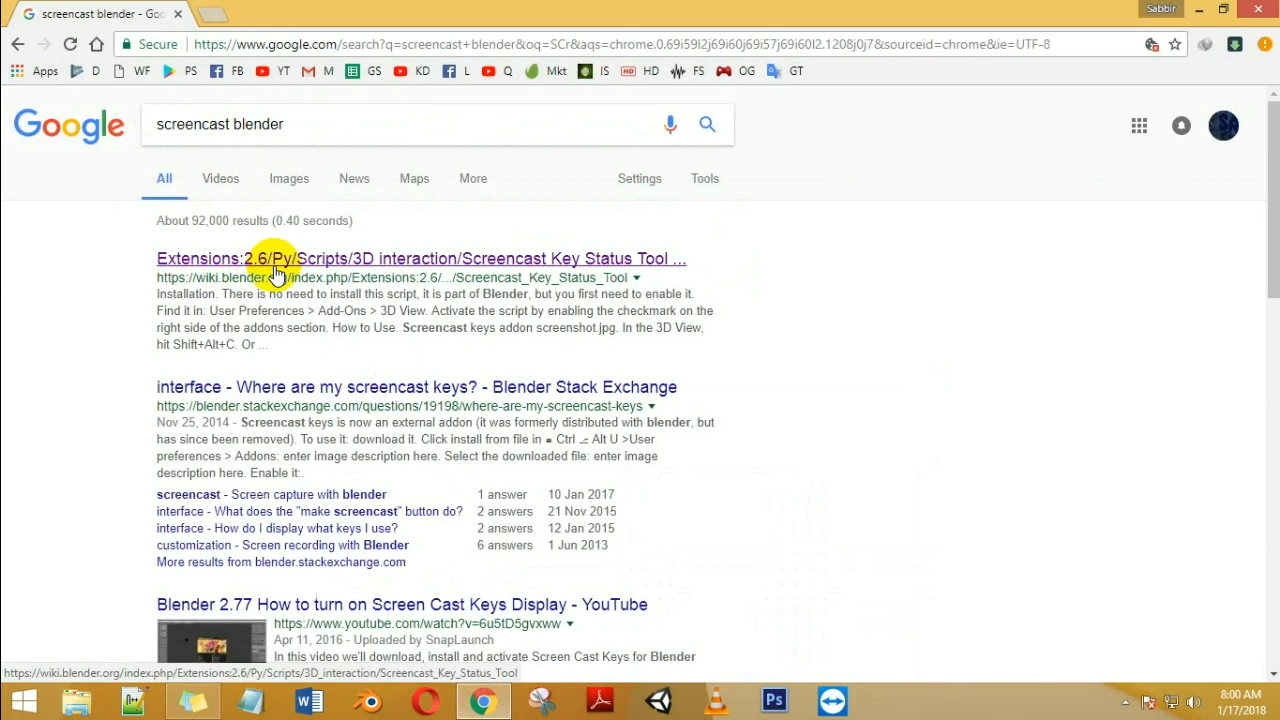 screencast blender - Goo
Sabbir
Secure
https://www.google.com/search?q=screencast+blender&oq=SCr&aqs=chrome.0.69i59l2j69i60j69i57j69i60l2.1208j0j7&sourceid=chrome&ie=UTF-8
Apps D WF PS FB YT M GS KD L Q Mkt IS HD FS OG GT
Google
screencast blender
All Videos Images News Maps More Settings Tools
About 92,000 results (0.40 seconds)
Extensions:2.6/Py/Scripts/3D interaction/Screencast Key Status Tool ...
https://wiki.blender. /index.php/Extensions:2.6/.../Screencast_Key_Status_Tool
Installation. There is no need to install this script, it is part of Blender, but you first need to enable it.
Find it in: User Preferences > Add-Ons > 3D View. Activate the script by enabling the checkmark on the
right side of the addons section. How to Use. Screencast keys addon screenshot.jpg. In the 3D View,
hit Shift+Alt+C. Or ...
interface - Where are my screencast keys? - Blender Stack Exchange
https://blender.stackexchange.com/questions/19198/where-are-my-screencast-keys
Nov 25, 2014 - Screencast keys is now an external addon (it was formerly distributed with blender, but
has since been removed). To use it: download it. Click install from file in ⎈ Ctrl ⎇ Alt U >User
preferences > Addons: enter image description here. Select the downloaded file: enter image
description here. Enable it:.
screencast - Screen capture with blender 1 answer 10 Jan 2017
interface - What does the "make screencast" button do? 2 answers 21 Nov 2015
interface - How do I display what keys I use? 2 answers 12 Jan 2015
customization - Screen recording with Blender 6 answers 1 Jun 2013
More results from blender.stackexchange.com
Blender 2.77 How to turn on Screen Cast Keys Display - YouTube
https://www.youtube.com/watch?v=6u5tD5gvxww
Apr 11, 2016 - Uploaded by SnapLaunch
In this video we'll download, install and activate Screen Cast Keys for Blender
https://wiki.blender.org/index.php/Extensions:2.6/Py/Scripts/3D_interaction/Screencast_Key_Status_Tool
Ps
8:00 AM
1/17/2018